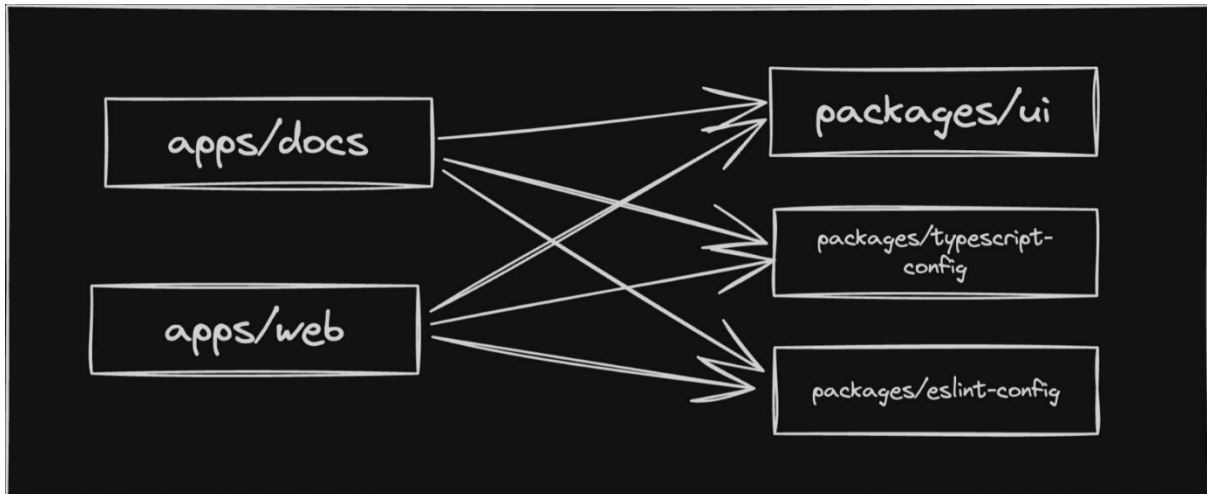 apps/docs
packages/ui
packages/typescript-
config
apps/web
packages/eslint-config